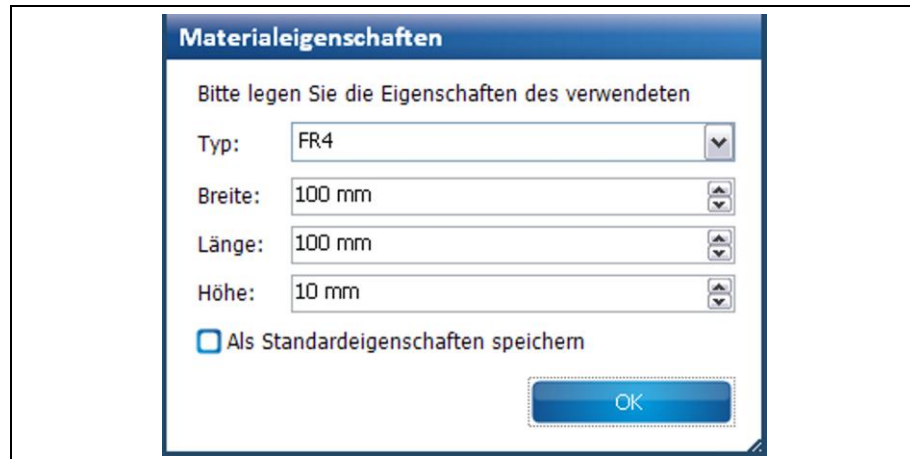 Materialeigenschaften
Bitte legen Sie die Eigenschaften des verwendeten
Typ: FR4
Breite: 100 mm
Länge: 100 mm
Höhe: 10 mm
Als Standardeigenschaften speichern
OK